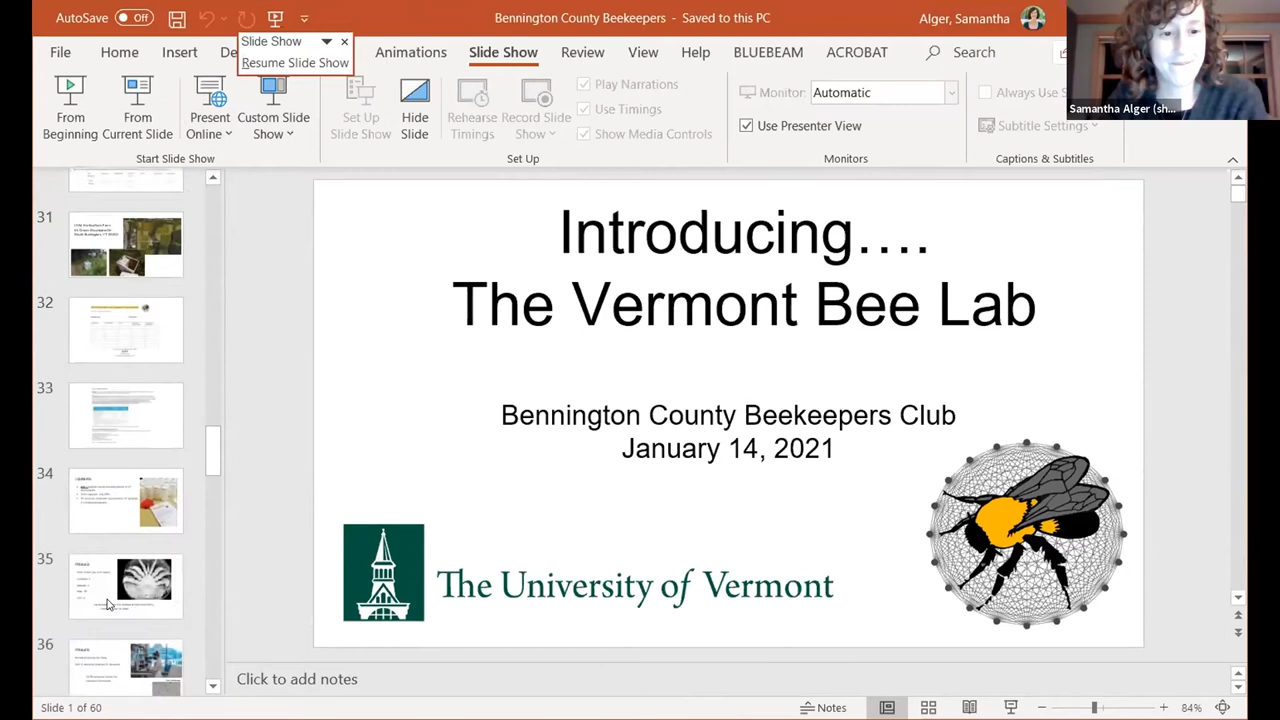 AutoSave Off
Bennington County Beekeepers - Saved to this PC
Alger, Samantha
Slide Show
Resume Slide Show
File Home Insert De Animations Slide Show Review View Help BLUEBEAM ACROBAT Search
From Beginning
From Current Slide
Present Online
Custom Slide Show
Start Slide Show
Set Up Slide Show
Hide Slide
Rehearse Timings
Record Slide Show
Play Narrations
Use Timings
Show Media Controls
Set Up
Monitor: Automatic
Use Presenter View
Monitors
Always Use S
Subtitle Settings
Captions & Subtitles
Samantha Alger (sh...
31
32
33
34
35
36
Introducing….
The Vermont Bee Lab
Bennington County Beekeepers Club
January 14, 2021
The University of Vermont
Click to add notes
Slide 1 of 60
Notes
84%